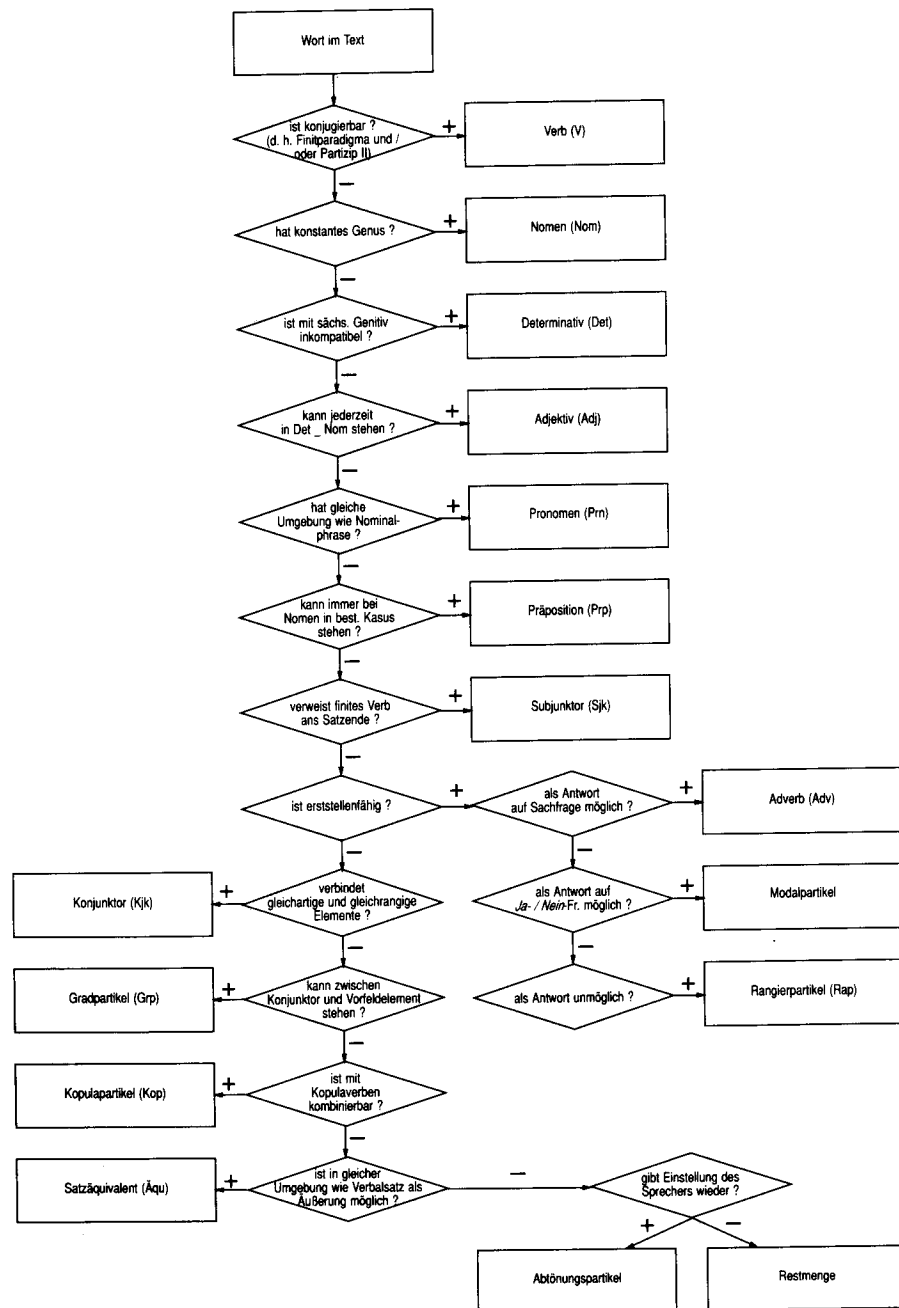 Wort im Text
ist konjugierbar ?
(d. h. Finitparadigma und /
oder Partizip II)
+
Verb (V)
—
hat konstantes Genus ?
+
Nomen (Nom)
—
ist mit sächs. Genitiv
inkompatibel ?
+
Determinativ (Det)
—
kann jederzeit
in Det _ Nom stehen ?
+
Adjektiv (Adj)
—
hat gleiche
Umgebung wie Nominal-
phrase ?
+
Pronomen (Prn)
—
kann immer bei
Nomen in best. Kasus
stehen ?
+
Präposition (Prp)
—
verweist finites Verb
ans Satzende ?
+
Subjunktor (Sjk)
—
ist erststellenfähig ?
+
als Antwort
auf Sachfrage möglich ?
+
Adverb (Adv)
—
—
Konjunktor (Kjk)
+
verbindet
gleichartige und gleichrangige
Elemente ?
als Antwort auf
Ja- / Nein-Fr. möglich ?
+
Modalpartikel
—
—
Gradpartikel (Grp)
+
kann zwischen
Konjunktor und Vorfeldelement
stehen ?
als Antwort unmöglich ?
+
Rangierpartikel (Rap)
—
Kopulapartikel (Kop)
+
ist mit
Kopulaverben
kombinierbar ?
—
Satzäquivalent (Äqu)
+
ist in gleicher
Umgebung wie Verbalsatz als
Äußerung möglich ?
—
gibt Einstellung des
Sprechers wieder ?
+
—
Abtönungspartikel
Restmenge